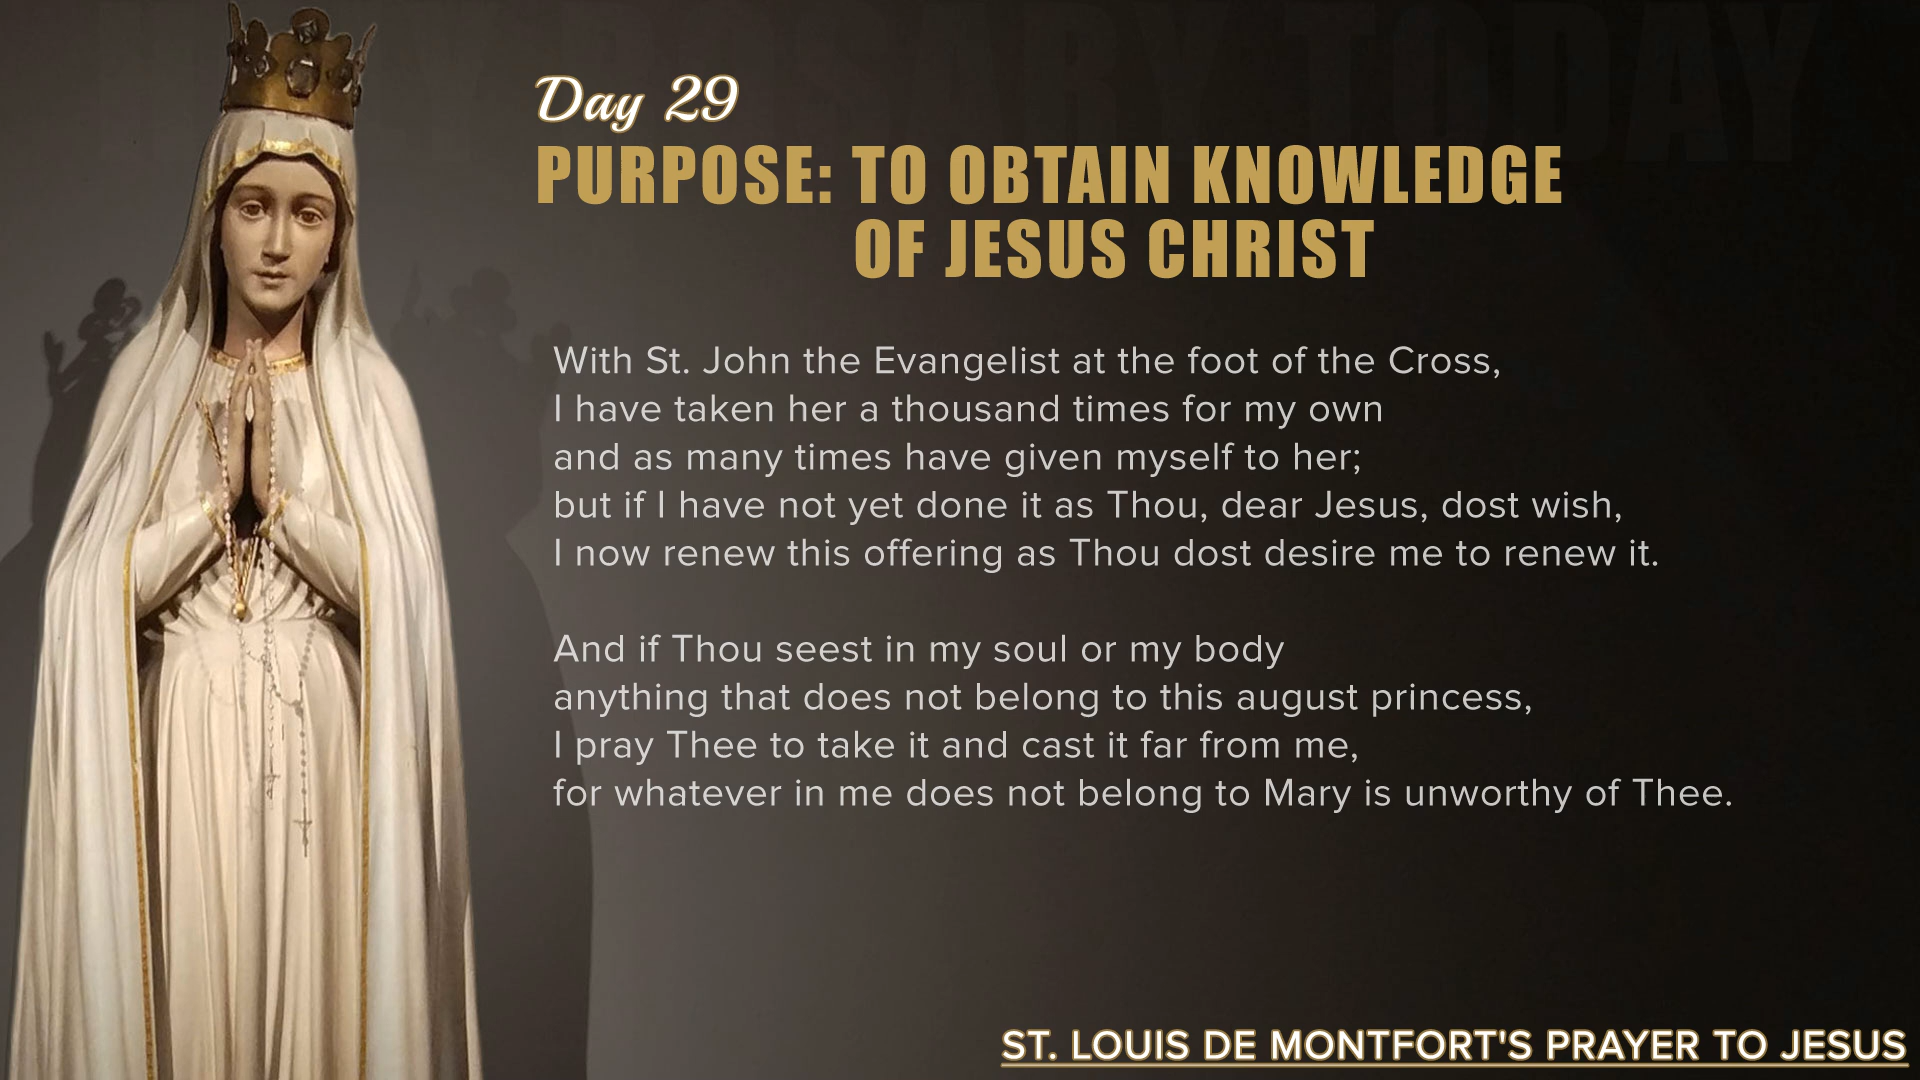 HOLY ROSARY TODAY
Day 29
PURPOSE: TO OBTAIN KNOWLEDGE
OF JESUS CHRIST
With St. John the Evangelist at the foot of the Cross,
I have taken her a thousand times for my own
and as many times have given myself to her;
but if I have not yet done it as Thou, dear Jesus, dost wish,
I now renew this offering as Thou dost desire me to renew it.
And if Thou seest in my soul or my body
anything that does not belong to this august princess,
I pray Thee to take it and cast it far from me,
for whatever in me does not belong to Mary is unworthy of Thee.
ST. LOUIS DE MONTFORT'S PRAYER TO JESUS